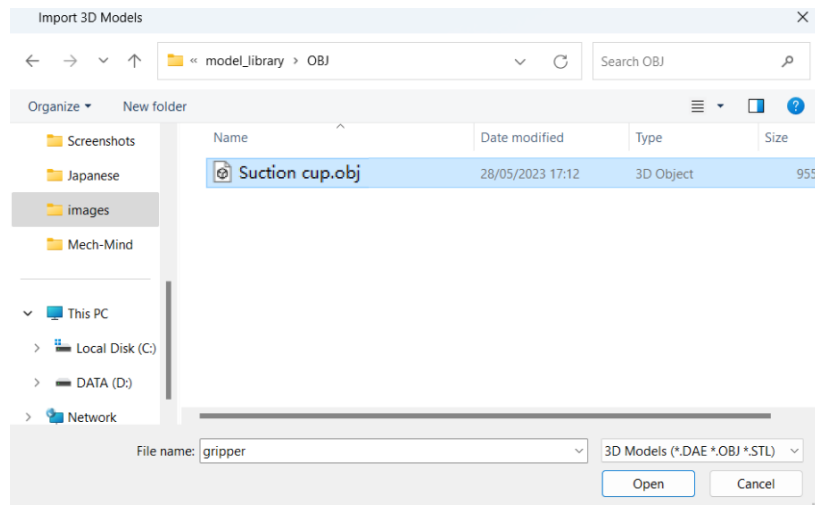 Import 3D Models
« model_library > OBJ
Search OBJ
Organize
New folder
Name
Date modified
Type
Size
Screenshots
Japanese
images
Mech-Mind
This PC
Local Disk (C:)
DATA (D:)
Network
Suction cup.obj
28/05/2023 17:12
3D Object
955
File name:
gripper
3D Models (*.DAE *.OBJ *.STL)
Open
Cancel